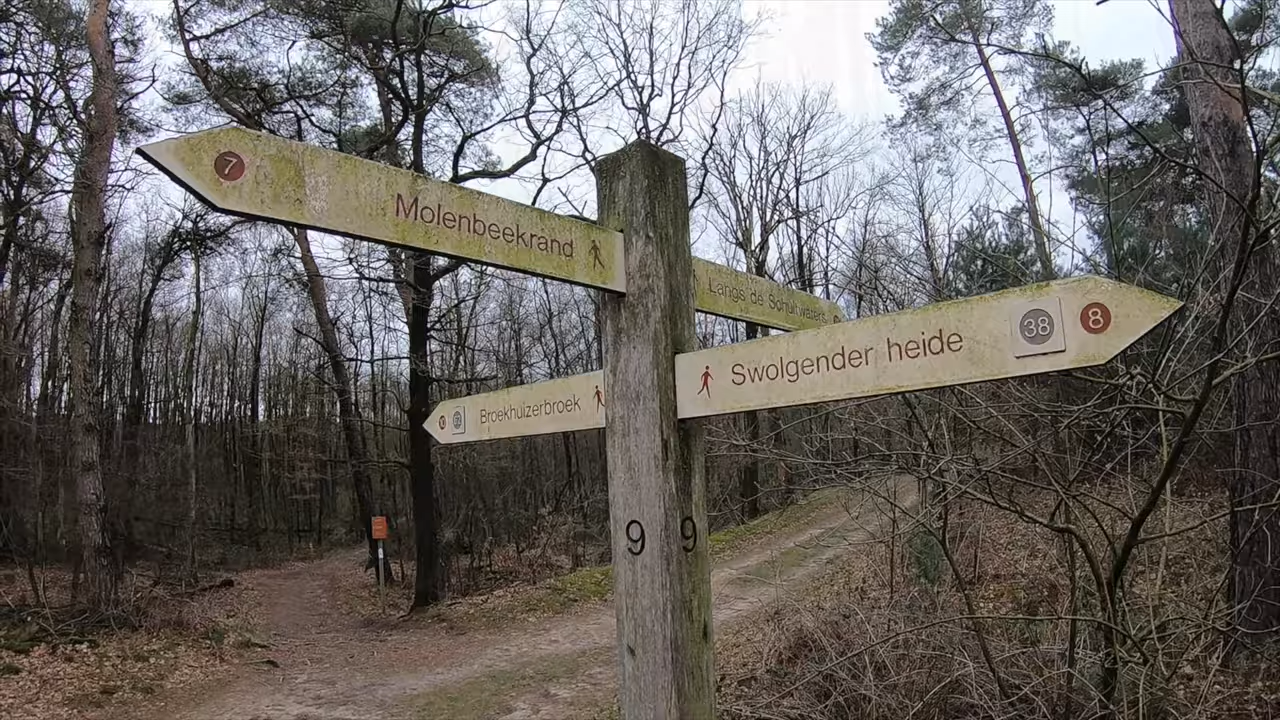 7 Molenbeekrand
Langs de Schuitwaters
Swolgender heide 38 8
Broekhuizerbroek
9 9